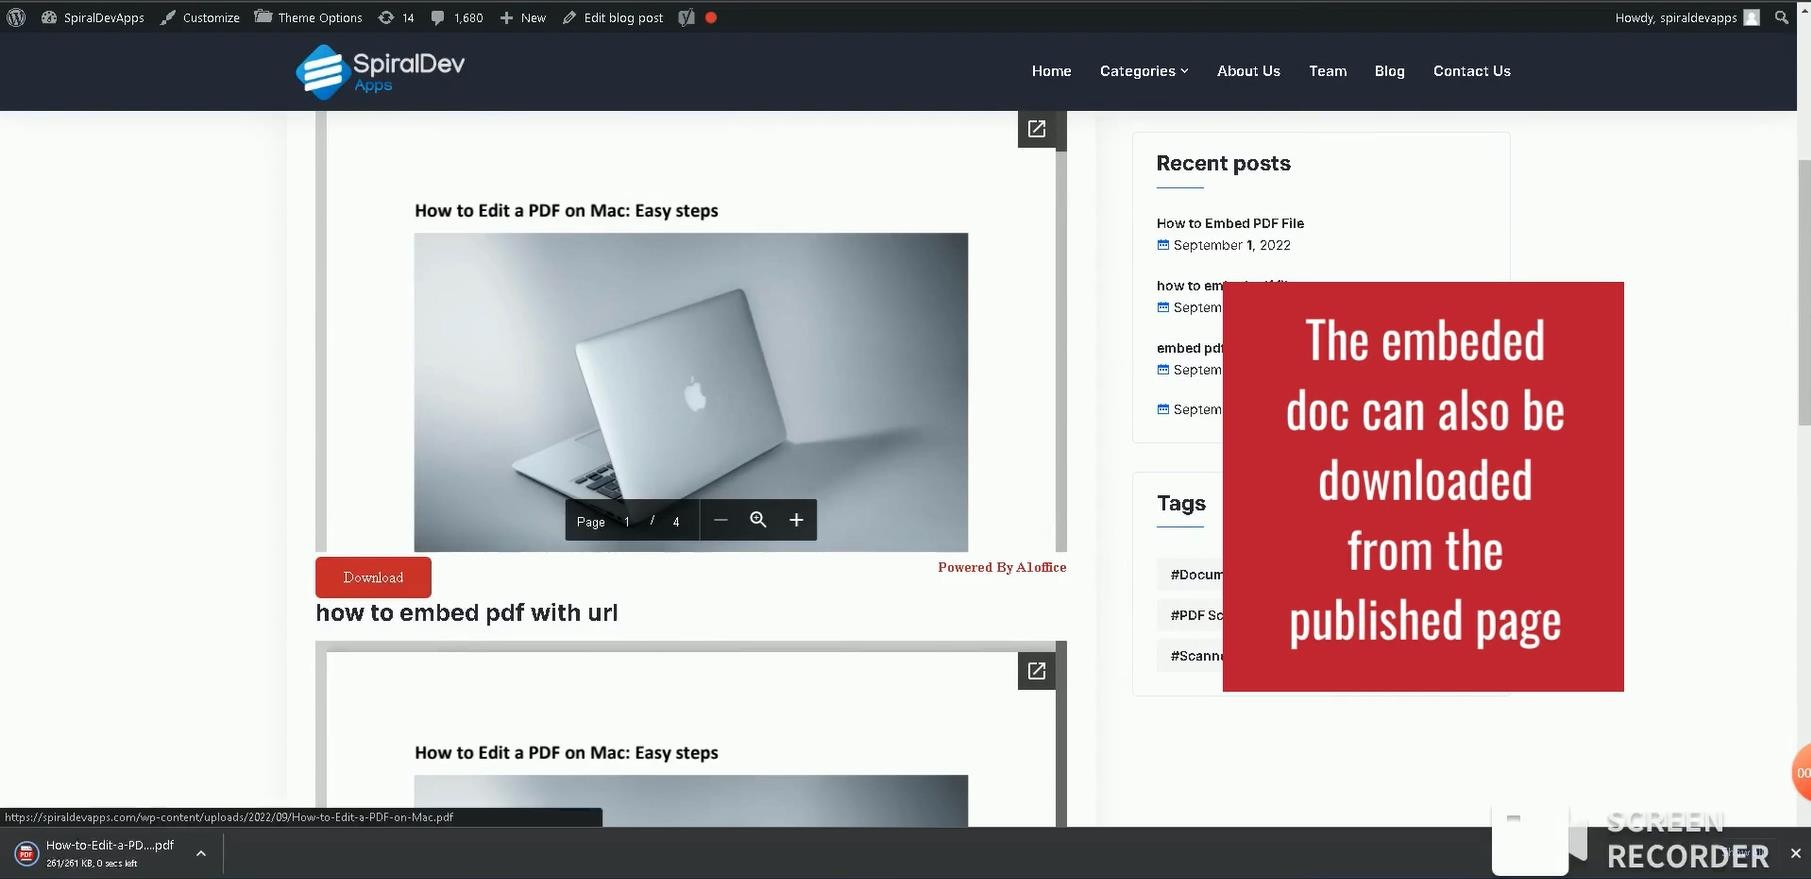 SpiralDevApps Customize Theme Options 14 1,680 New Edit blog post Howdy, spiraldevapps
SpiralDev
Apps
Home Categories About Us Team Blog Contact Us
How to Edit a PDF on Mac: Easy steps
Page 1 / 4
Download
Powered By A1office
how to embed pdf with url
How to Edit a PDF on Mac: Easy steps
Recent posts
How to Embed PDF File
September 1, 2022
how to
Septem
embed pdf
Septem
Septem
Tags
#Docum
#PDF Sc
#Scann
The embeded
doc can also be
downloaded
from the
published page
00
https://spiraldevapps.com/wp-content/uploads/2022/09/How-to-Edit-a-PDF-on-Mac.pdf
How-to-Edit-a-PD....pdf
261/261 KB, 0 secs left
SCREEN
RECORDER